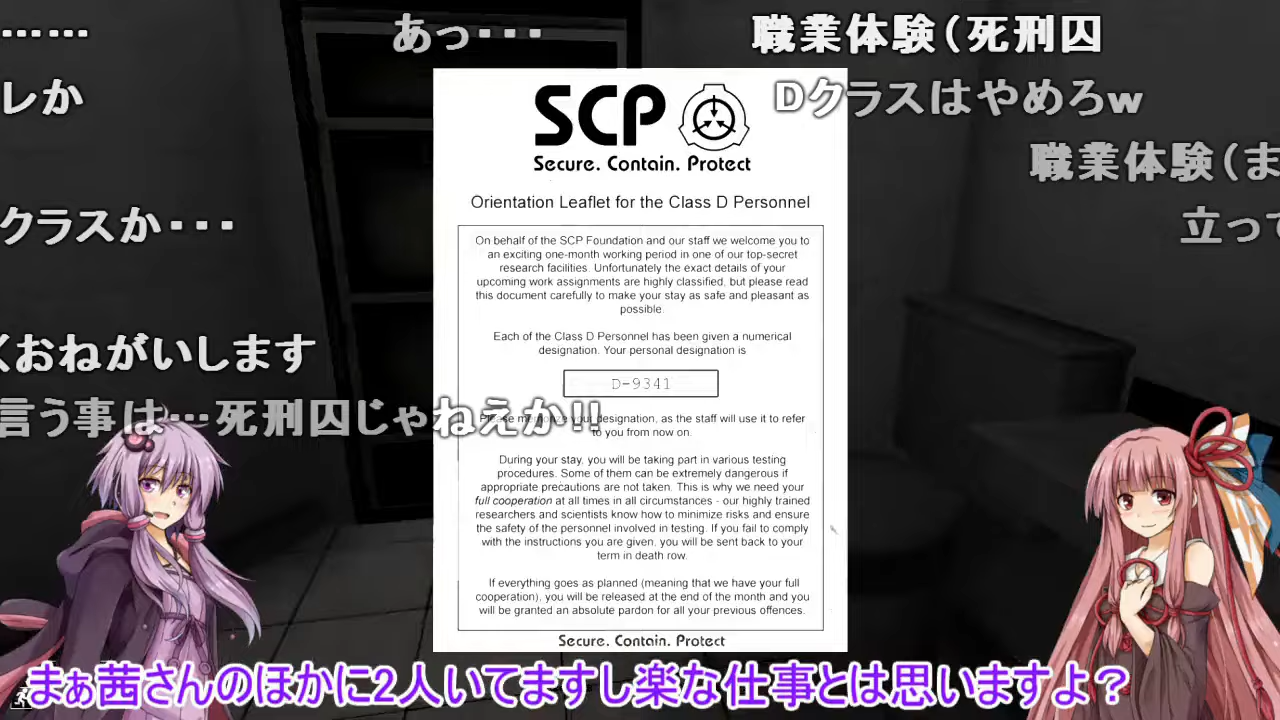 ……
あっ・・・
職業体験(死刑囚
レか
Dクラスはやめろw
職業体験(ま
クラスか・・・
立って
くおねがいします
言う事は…死刑囚じゃねえか!!
SCP
Secure. Contain. Protect
Orientation Leaflet for the Class D Personnel
On behalf of the SCP Foundation and our staff we welcome you to
an exciting one-month working period in one of our top-secret
research facilities. Unfortunately the exact details of your
upcoming work assignments are highly classified, but please read
this document carefully to make your stay as safe and pleasant as
possible.
Each of the Class D Personnel has been given a numerical
designation. Your personal designation is
D-9341
Please memorize your designation, as the staff will use it to refer
to you from now on.
During your stay, you will be taking part in various testing
procedures. Some of them can be extremely dangerous if
appropriate precautions are not taken. This is why we need your
full cooperation at all times in all circumstances - our highly trained
researchers and scientists know how to minimize risks and ensure
the safety of the personnel involved in testing. If you fail to comply
with the instructions you are given, you will be sent back to your
term in death row.
If everything goes as planned (meaning that we have your full
cooperation), you will be released at the end of the month and you
will be granted an absolute pardon for all your previous offences.
Secure. Contain. Protect
まぁ茜さんのほかに2人いてますし楽な仕事とは思いますよ？